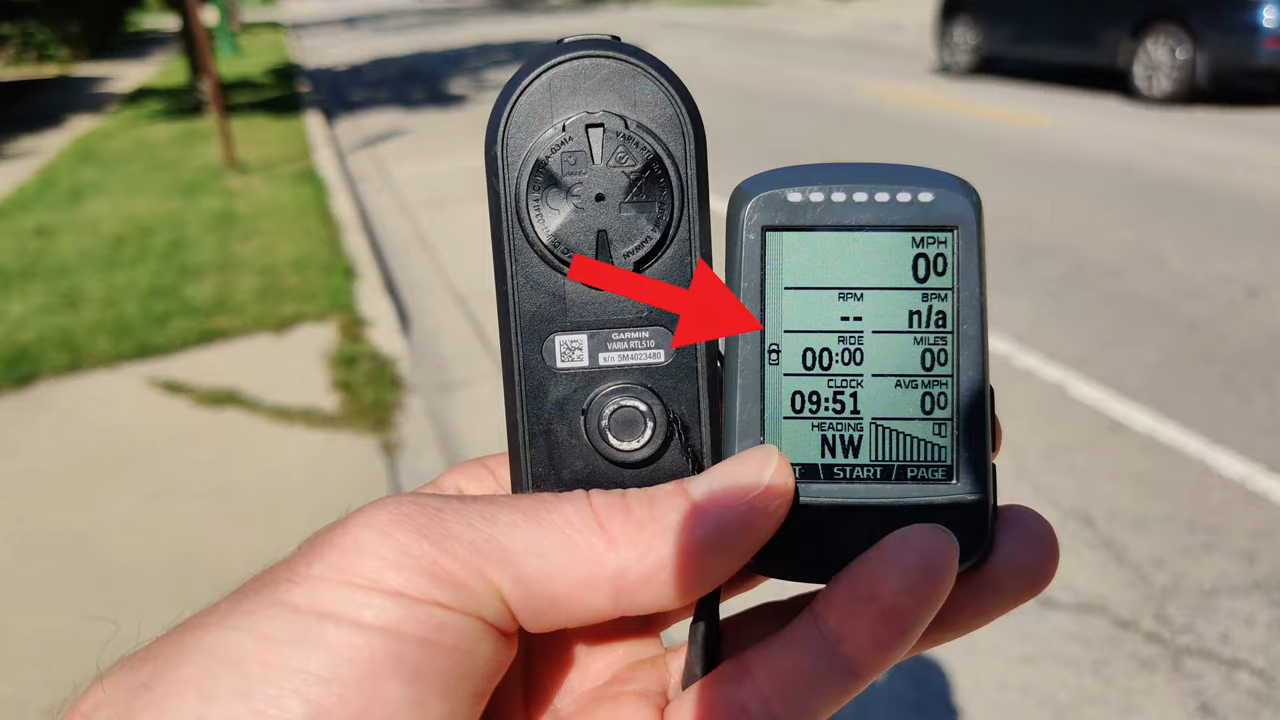 GARMIN
VARIA RTL510
s/n 5M4023480
MPH
00
RPM
--
BPM
n/a
RIDE
00:00
MILES
00
CLOCK
09:51
AVG MPH
00
HEADING
NW
START
PAGE